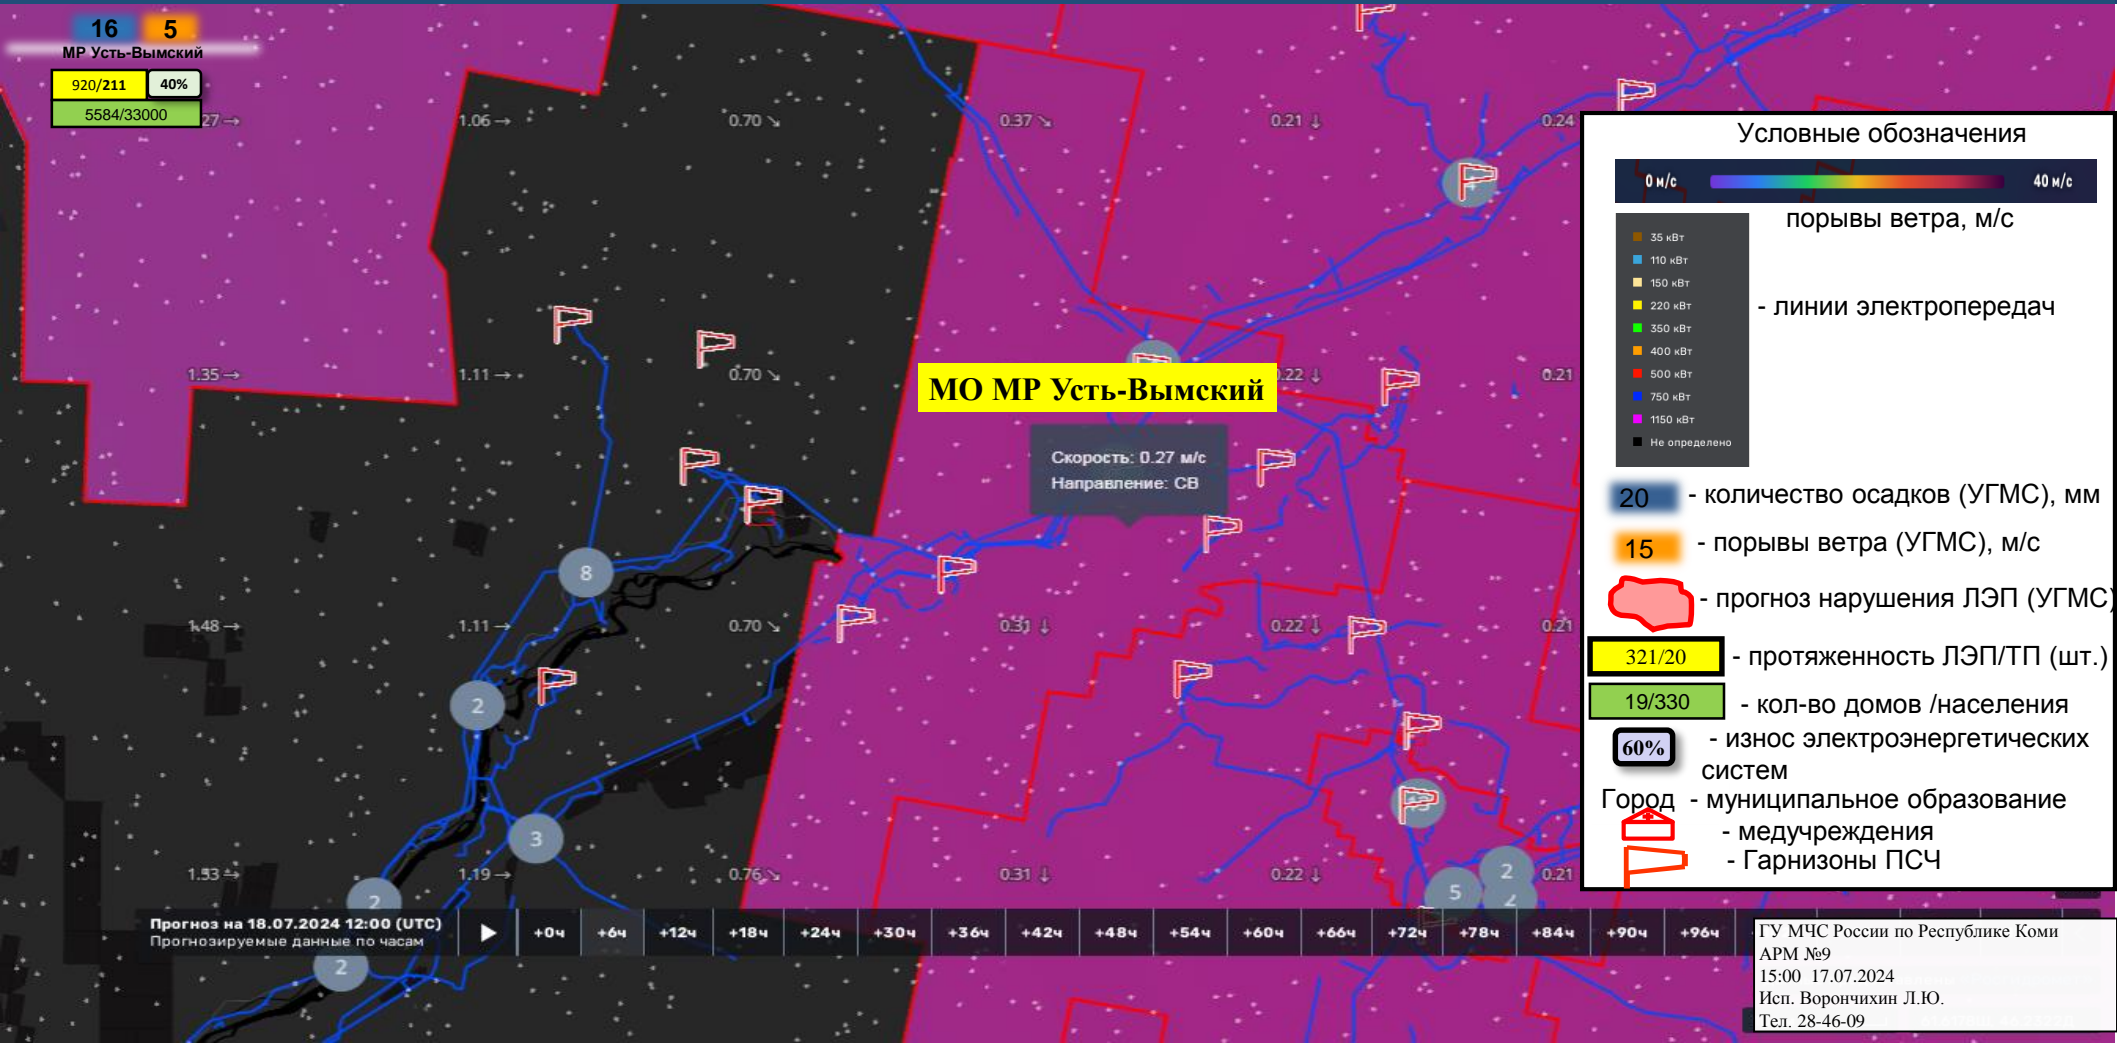 16 5
МР Усть-Вымский
920/211 40%
5584/33000
27 →
1.06 →
0.70 ↘
0.37 ↘
0.21 ↓
0.24
1.35 →
1.11 →
0.70 ↘
0.22 ↓
0.21
МО МР Усть-Вымский
Скорость: 0.27 м/с
Направление: СВ
8
1.48 →
1.11 →
0.70 ↘
0.31 ↓
0.22 ↓
0.21
2
3
1.53 →
1.19 →
0.76 ↘
0.31 ↓
0.22 ↓
0.21
2
5
2
2
2
Условные обозначения
0 м/с 40 м/с
порывы ветра, м/с
35 кВт
110 кВт
150 кВт
220 кВт
350 кВт
400 кВт
500 кВт
750 кВт
1150 кВт
Не определено
- линии электропередач
20 - количество осадков (УГМС), мм
15 - порывы ветра (УГМС), м/с
- прогноз нарушения ЛЭП (УГМС)
321/20 - протяженность ЛЭП/ТП (шт.)
19/330 - кол-во домов /населения
60% - износ электроэнергетических
систем
Город - муниципальное образование
- медучреждения
- Гарнизоны ПСЧ
Прогноз на 18.07.2024 12:00 (UTC)
Прогнозируемые данные по часам
+0ч +6ч +12ч +18ч +24ч +30ч +36ч +42ч +48ч +54ч +60ч +66ч +72ч +78ч +84ч +90ч +96ч
ГУ МЧС России по Республике Коми
АРМ №9
15:00 17.07.2024
Исп. Ворончихин Л.Ю.
Тел. 28-46-09